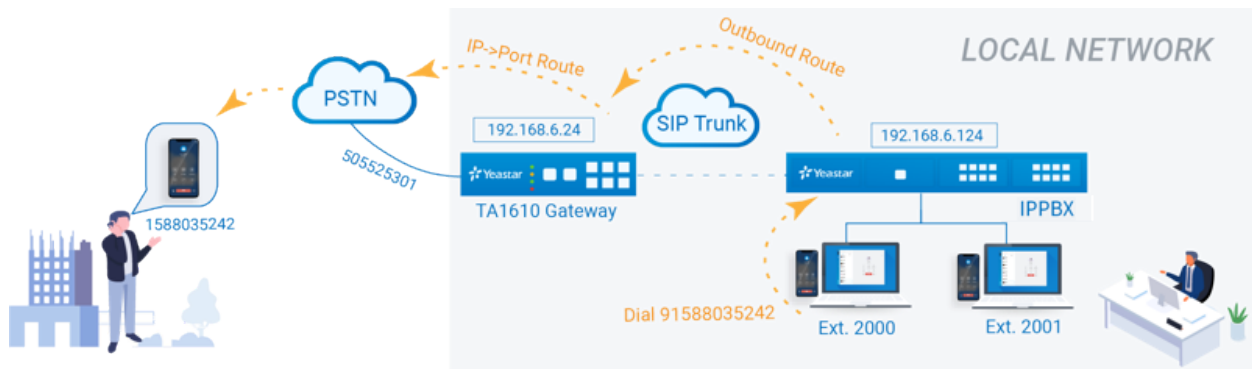 LOCAL NETWORK
Outbound Route
IP->Port Route
PSTN
SIP Trunk
192.168.6.24
192.168.6.124
505525301
Yeastar
Yeastar
TA1610 Gateway
IPPBX
1588035242
Dial 91588035242
Ext. 2000
Ext. 2001